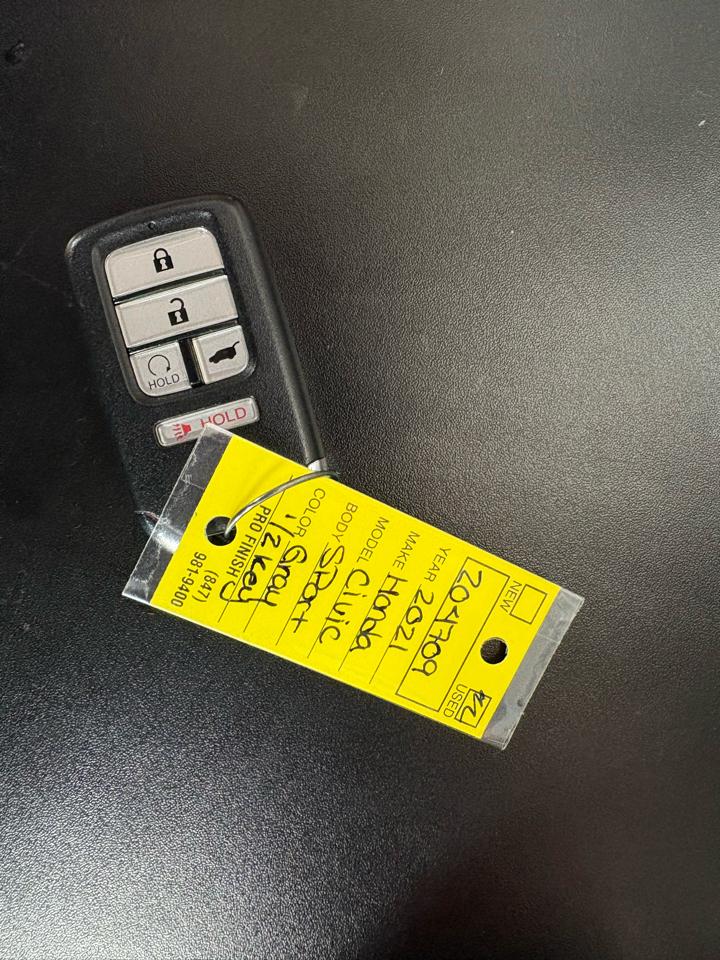 HOLD
HOLD
NEW
USED
204709
YEAR 2021
MAKE Honda
MODEL Civic
BODY Sport
COLOR Gray
1/2 key
PRO FINISH
(847)
981-9400